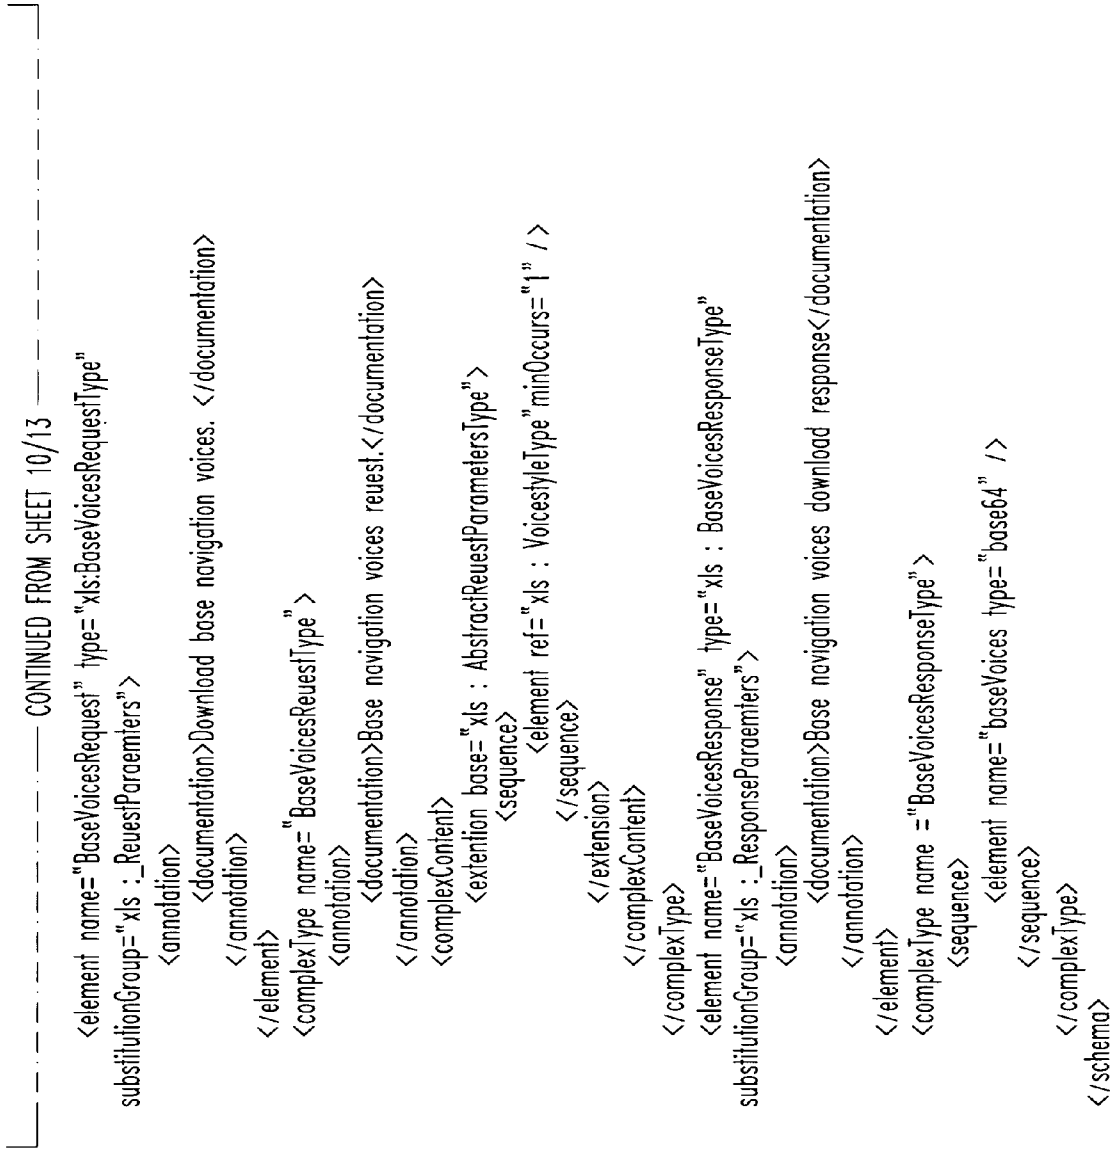 CONTINUED FROM SHEET 10/13
<element name="BaseVoicesRequest" type="xls:BaseVoicesRequestType"
substitutionGroup="xls :_ReuestParaemters">
<annotation>
<documentation>Download base navigation voices. </documentation>
</annotation>
</element>
<complexType name="BaseVoicesReuestType" >
<annotation>
<documentation>Base navigation voices reuest.</documentation>
</annotation>
<complexContent>
<extention base="xls : AbstractReuestParametersType">
<sequence>
<element ref="xls : VoicestyleType"minOccurs="1" />
</sequence>
</extension>
</complexContent>
</complexType>
<element name="BaseVoicesResponse" type="xls : BaseVoicesResponseType"
substitutionGroup="xls :_ResponseParaemters">
<annotation>
<documentation>Base navigation voices download response</documentation>
</annotation>
</element>
<complexType name ="BaseVoicesResponseType">
<sequence>
<element name="baseVoices type="base64" />
</sequence>
</complexType>
</schema>